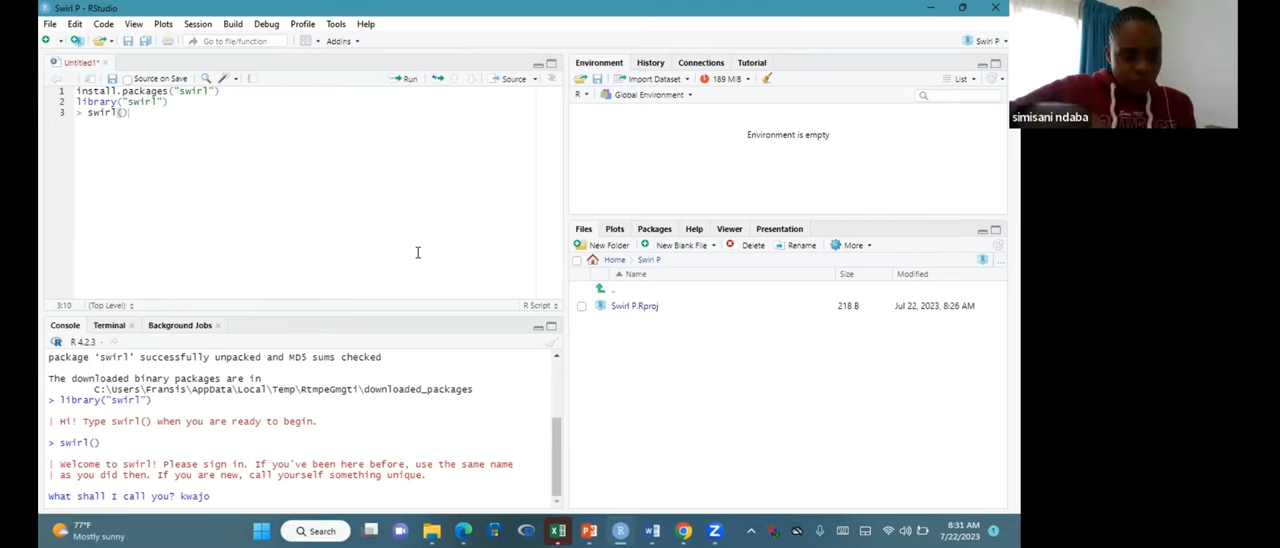 Swirl P - RStudio
File Edit Code View Plots Session Build Debug Profile Tools Help
Go to file/function
Addins
Swirl P
Untitled1*
Source on Save
Run
Source
1 install.packages("swirl")
2 library("swirl")
3 > swirl()
3:10 (Top Level)
R Script
Console Terminal Background Jobs
R 4.2.3 ·
package 'swirl' successfully unpacked and MD5 sums checked
The downloaded binary packages are in
C:\Users\Fransis\AppData\Local\Temp\RtmpeGmgti\downloaded_packages
> library("swirl")
| Hi! Type swirl() when you are ready to begin.
> swirl()
| Welcome to swirl! Please sign in. If you've been here before, use the same name
| as you did then. If you are new, call yourself something unique.
What shall I call you? kwajo
Environment History Connections Tutorial
Import Dataset
189 MiB
List
R
Global Environment
Environment is empty
Files Plots Packages Help Viewer Presentation
New Folder New Blank File Delete Rename More
Home Swirl P
Name Size Modified
..
Swirl P.Rproj 218 B Jul 22, 2023, 8:26 AM
simisani ndaba
77°F
Mostly sunny
Search
8:31 AM
7/22/2023
1